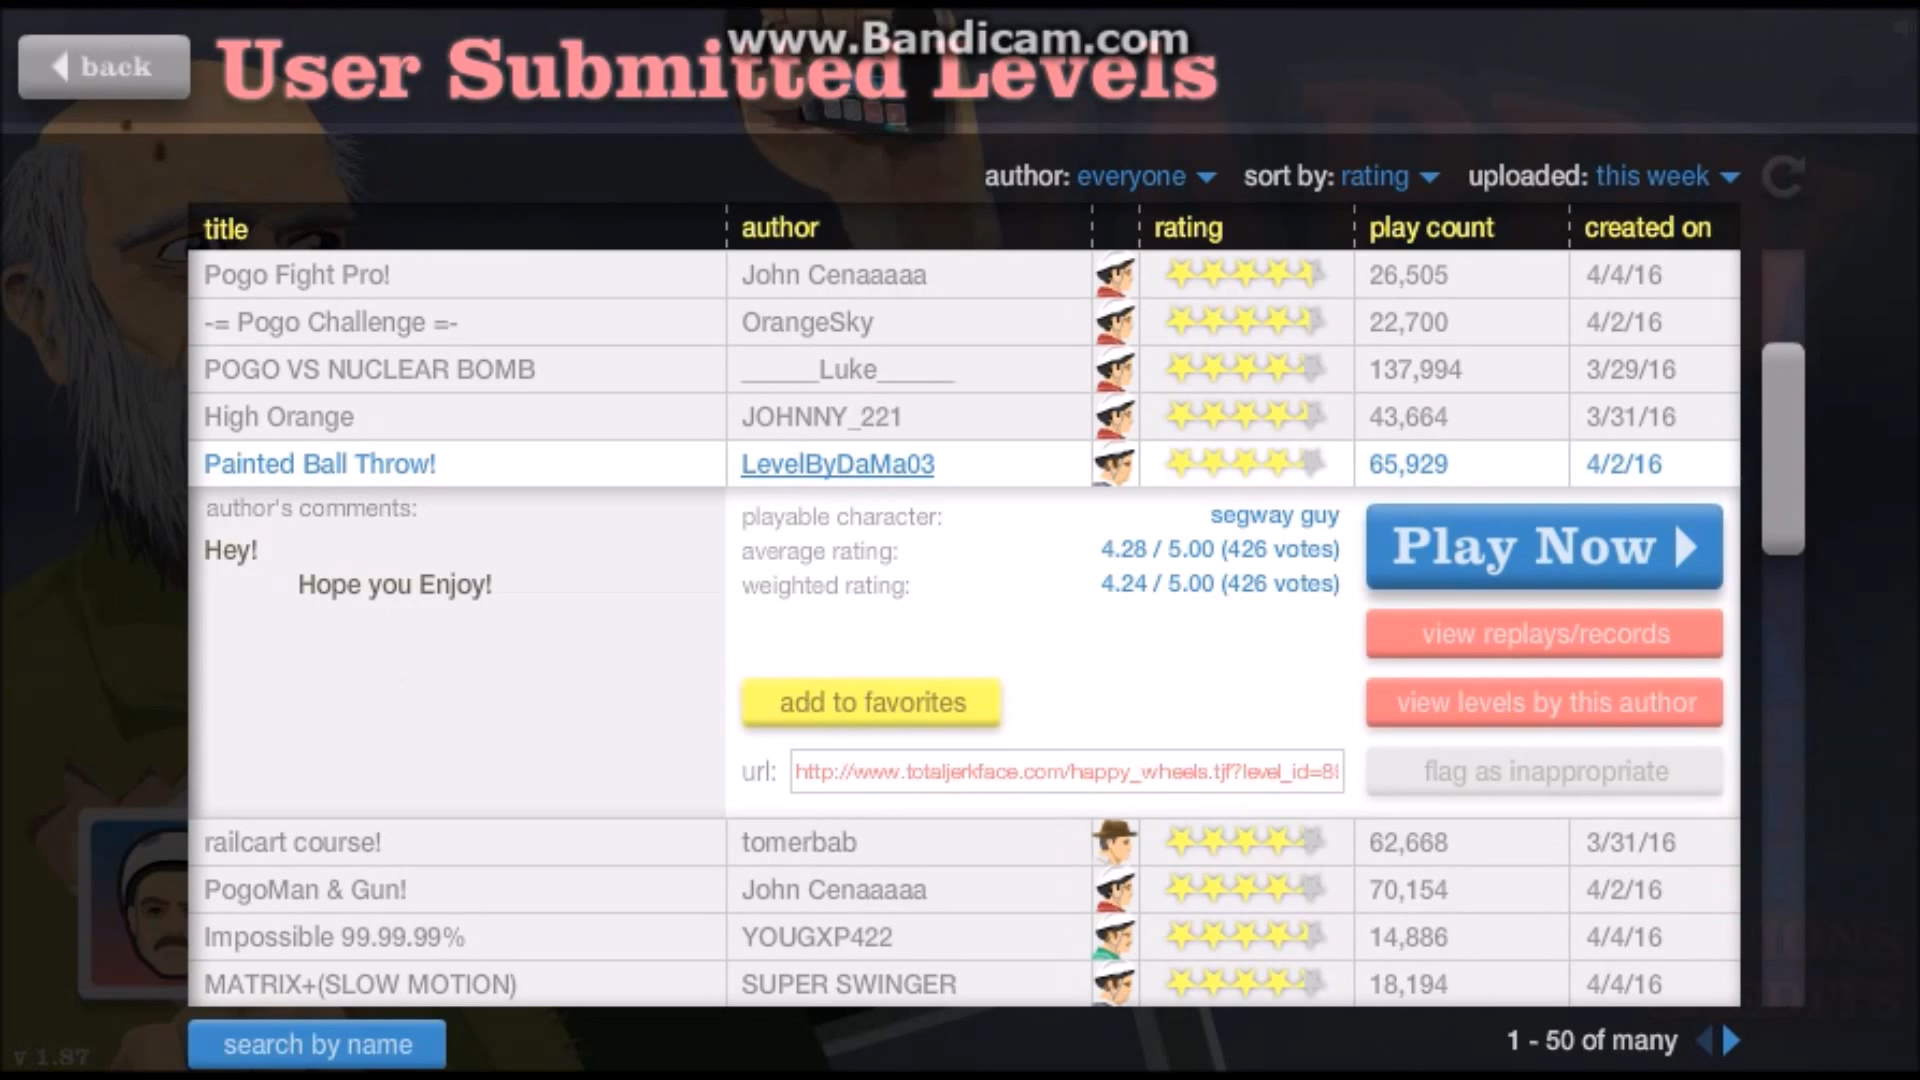 www.Bandicam.com
back
User Submitted Levels
author: everyone sort by: rating uploaded: this week
title author rating play count created on
Pogo Fight Pro! John Cenaaaaa 26,505 4/4/16
-= Pogo Challenge =- OrangeSky 22,700 4/2/16
POGO VS NUCLEAR BOMB ______Luke______ 137,994 3/29/16
High Orange JOHNNY_221 43,664 3/31/16
Painted Ball Throw! LevelByDaMa03 65,929 4/2/16
author's comments:
Hey!
Hope you Enjoy!
playable character: segway guy
average rating: 4.28 / 5.00 (426 votes)
weighted rating: 4.24 / 5.00 (426 votes)
Play Now
view replays/records
add to favorites
view levels by this author
url: http://www.totaljerkface.com/happy_wheels.tjf?level_id=8
flag as inappropriate
railcart course! tomerbab 62,668 3/31/16
PogoMan & Gun! John Cenaaaaa 70,154 4/2/16
Impossible 99.99.99% YOUGXP422 14,886 4/4/16
MATRIX+(SLOW MOTION) SUPER SWINGER 18,194 4/4/16
search by name
1 - 50 of many
v 1.87